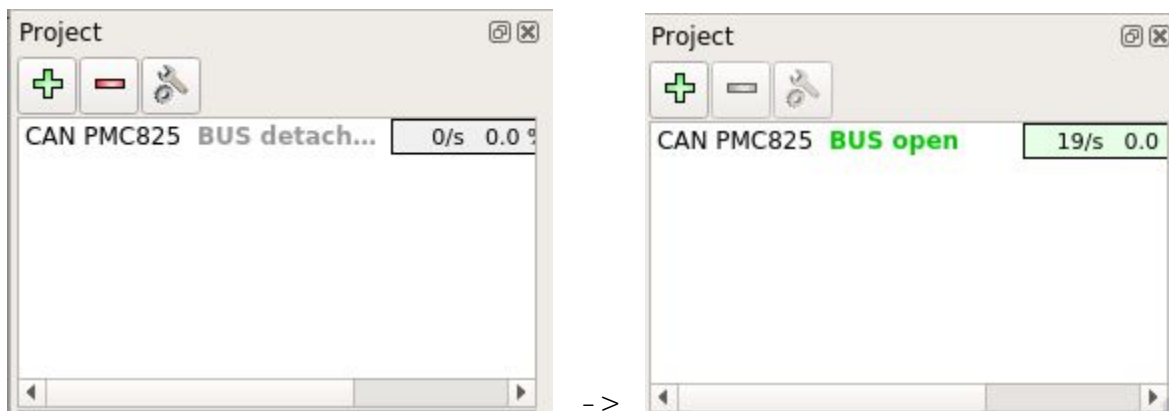 Project
CAN PMC825 BUS detach... 0/s 0.0 %
->
Project
CAN PMC825 BUS open 19/s 0.0